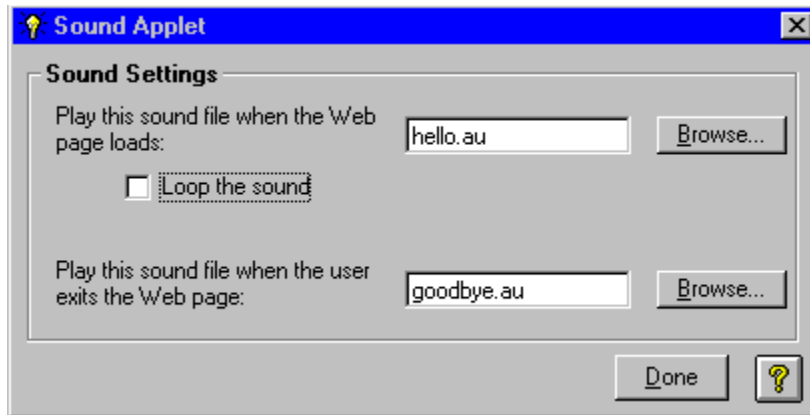 Sound Applet
Sound Settings
Play this sound file when the Web
page loads:
hello.au
Browse...
Loop the sound
Play this sound file when the user
exits the Web page:
goodbye.au
Browse...
Done
?